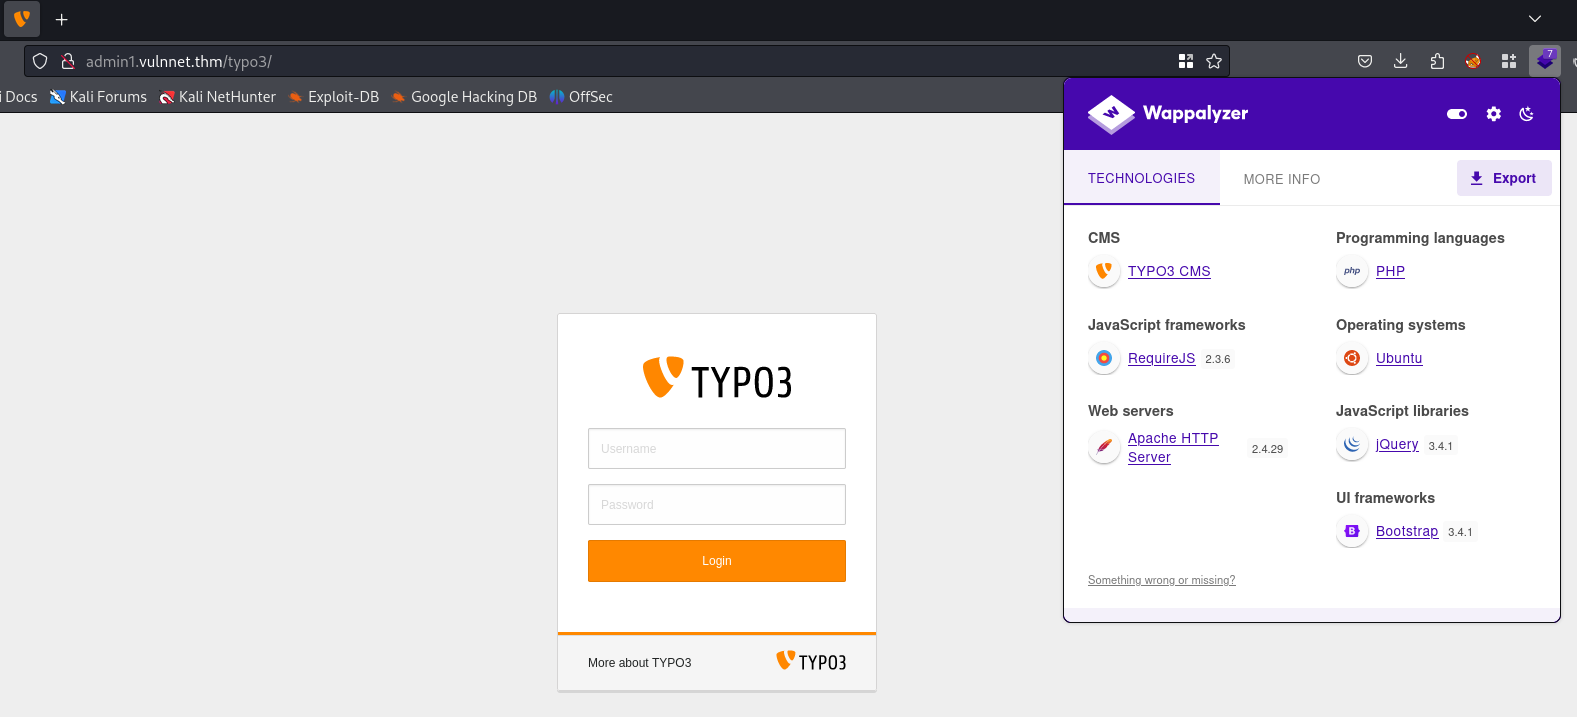 7
admin1.vulnnet.thm/typo3/
i Docs
Kali Forums
Kali NetHunter
Exploit-DB
Google Hacking DB
OffSec
Wappalyzer
TECHNOLOGIES
MORE INFO
Export
CMS
TYPO3 CMS
Programming languages
php
PHP
JavaScript frameworks
RequireJS 2.3.6
Operating systems
Ubuntu
Web servers
Apache HTTP
Server
2.4.29
JavaScript libraries
jQuery 3.4.1
UI frameworks
B
Bootstrap 3.4.1
Something wrong or missing?
TYPO3
Username
Password
Login
More about TYPO3
TYPO3